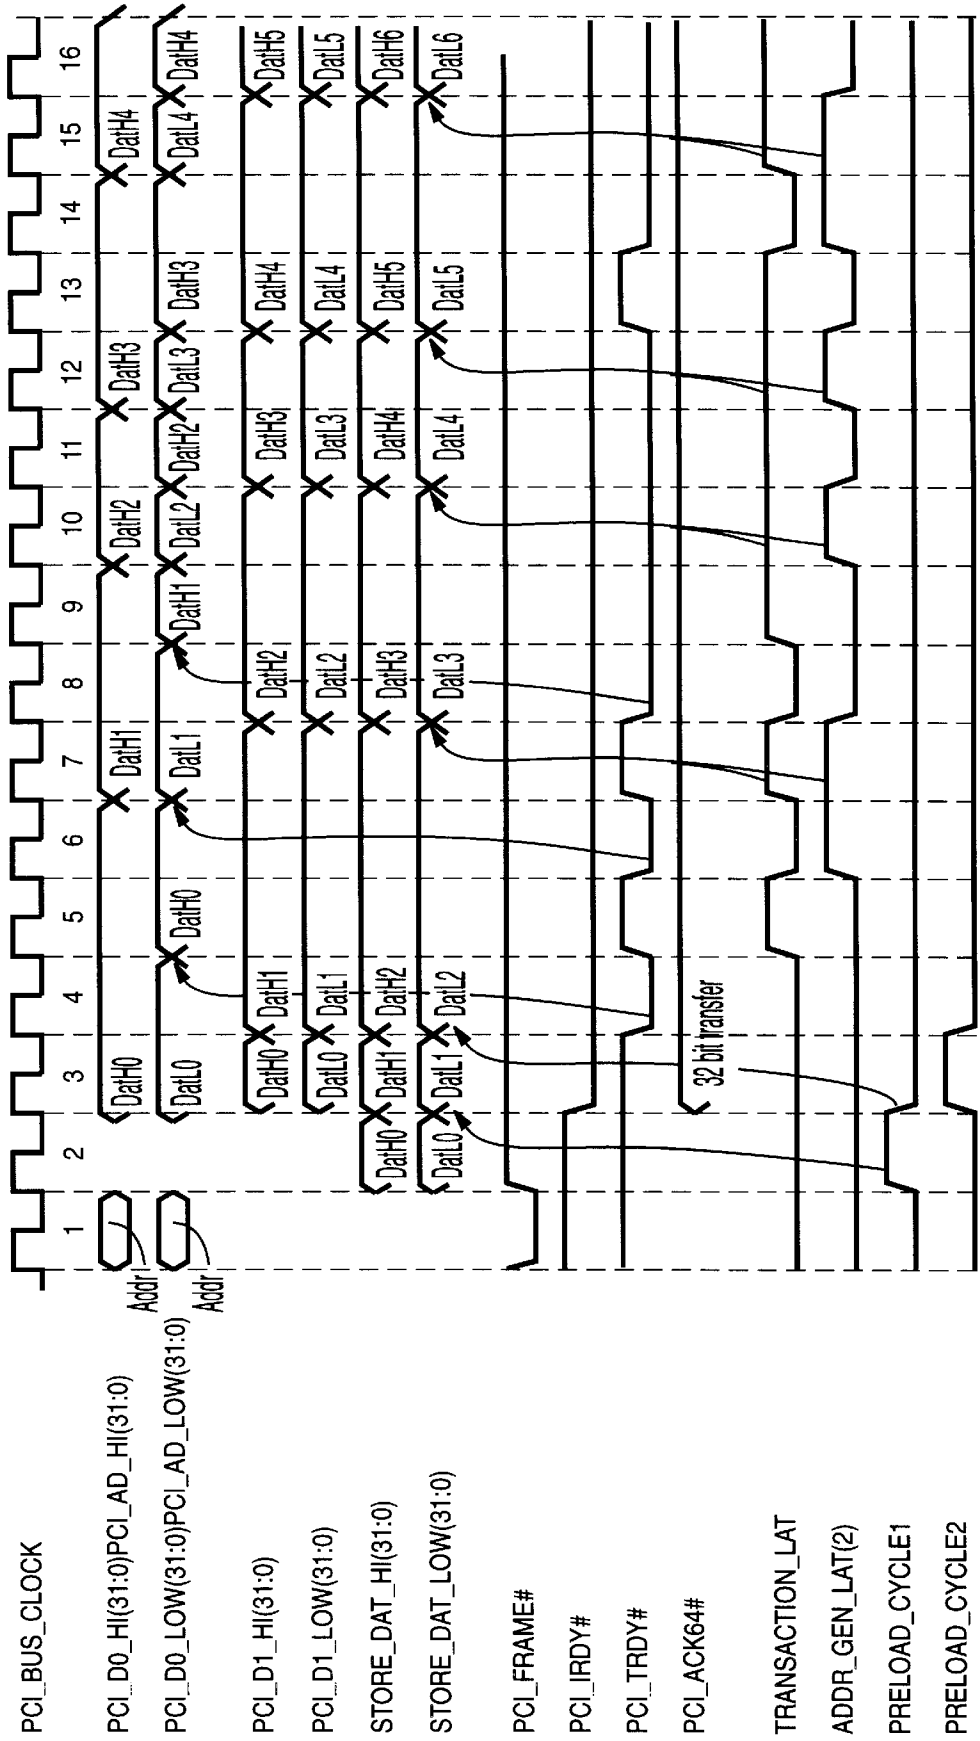 PCI_BUS_CLOCK
1 2 3 4 5 6 7 8 9 10 11 12 13 14 15 16
PCI_D0_HI(31:0)PCI_AD_HI(31:0)
Addr DatH0 DatH1 DatH2 DatH3 DatH4
PCI_D0_LOW(31:0)PCI_AD_LOW(31:0)
Addr DatL0 DatH0 DatL1 DatH1 DatL2 DatH2 DatL3 DatH3 DatL4 DatH4
PCI_D1_HI(31:0)
DatH0 DatH1 DatH2 DatH3 DatH4 DatH5
PCI_D1_LOW(31:0)
DatL0 DatL1 DatL2 DatL3 DatL4 DatL5
STORE_DAT_HI(31:0)
DatH0 DatH1 DatH2 DatH3 DatH4 DatH5 DatH6
STORE_DAT_LOW(31:0)
DatL0 DatL1 DatL2 DatL3 DatL4 DatL5 DatL6
PCI_FRAME#
PCI_IRDY#
PCI_TRDY#
PCI_ACK64#
32 bit transfer
TRANSACTION_LAT
ADDR_GEN_LAT(2)
PRELOAD_CYCLE1
PRELOAD_CYCLE2